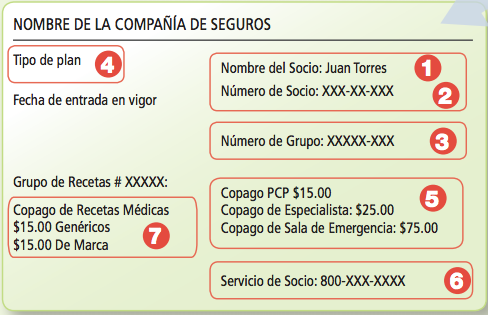 NOMBRE DE LA COMPAÑÍA DE SEGUROS
Tipo de plan 4
Nombre del Socio: Juan Torres 1
Número de Socio: XXX-XX-XXX 2
Fecha de entrada en vigor
Número de Grupo: XXXXX-XXX 3
Grupo de Recetas # XXXXX:
Copago de Recetas Médicas
$15.00 Genéricos
$15.00 De Marca
7
Copago PCP $15.00
Copago de Especialista: $25.00
Copago de Sala de Emergencia: $75.00
5
Servicio de Socio: 800-XXX-XXXX 6